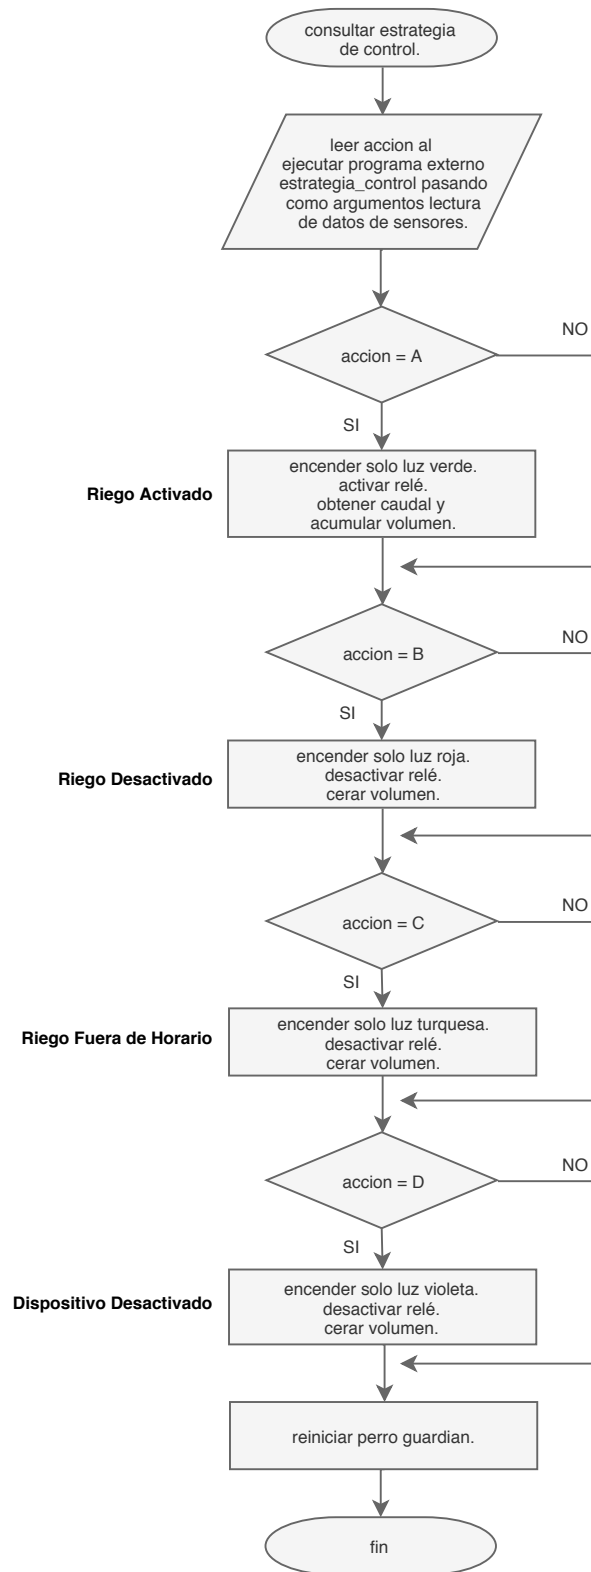 consultar estrategia
de control.
leer accion al
ejecutar programa externo
estrategia_control pasando
como argumentos lectura
de datos de sensores.
accion = A
NO
SI
Riego Activado
encender solo luz verde.
activar relé.
obtener caudal y
acumular volumen.
accion = B
NO
SI
Riego Desactivado
encender solo luz roja.
desactivar relé.
cerar volumen.
accion = C
NO
SI
Riego Fuera de Horario
encender solo luz turquesa.
desactivar relé.
cerar volumen.
accion = D
NO
SI
Dispositivo Desactivado
encender solo luz violeta.
desactivar relé.
cerar volumen.
reiniciar perro guardian.
fin